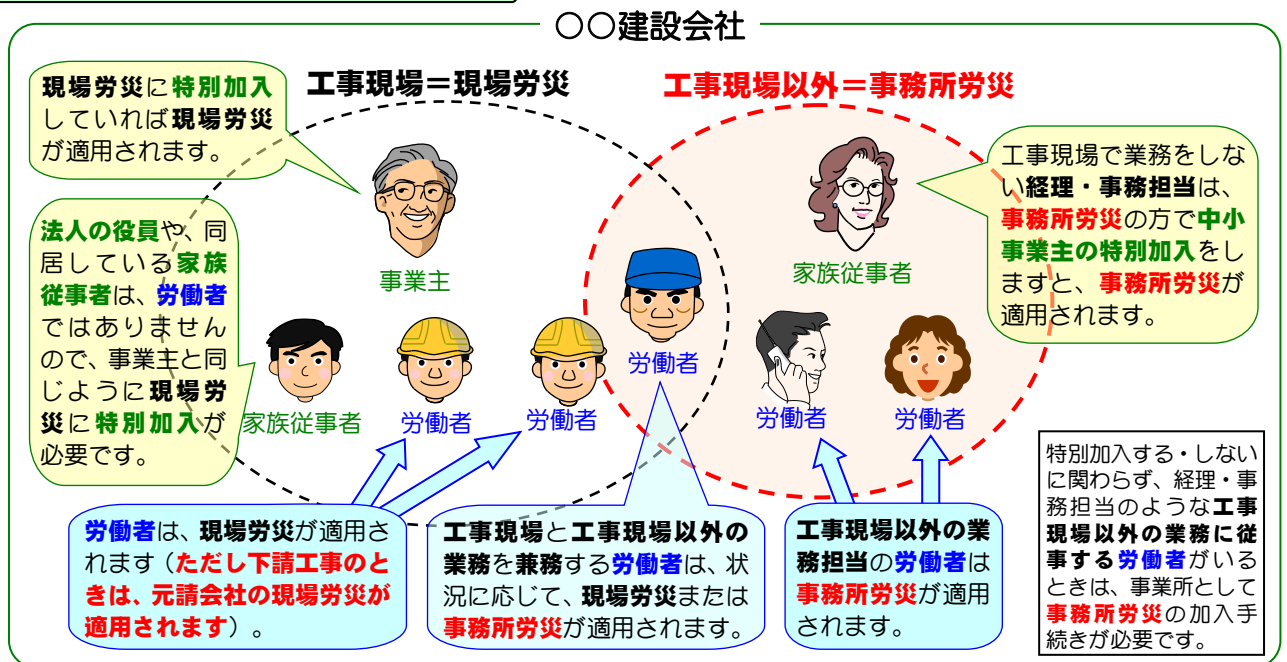 〇〇建設会社
現場労災に特別加入
していれば現場労災
が適用されます。
工事現場＝現場労災
工事現場以外＝事務所労災
工事現場で業務をしな
い経理・事務担当は、
事務所労災の方で中小
事業主の特別加入をし
ますと、事務所労災が
適用されます。
法人の役員や、同
居している家族
従事者は、労働者
ではありません
ので、事業主と同
じように現場労
災に特別加入が
必要です。
事業主
家族従事者
労働者
家族従事者
労働者
労働者
労働者
労働者
労働者は、現場労災が適用さ
れます（ただし下請工事のと
きは、元請会社の現場労災が
適用されます）。
工事現場と工事現場以外の
業務を兼務する労働者は、状
況に応じて、現場労災または
事務所労災が適用されます。
工事現場以外の業
務担当の労働者は
事務所労災が適用
されます。
特別加入する・しない
に関わらず、経理・事
務担当のような工事
現場以外の業務に従
事する労働者がいる
ときは、事業所として
事務所労災の加入手
続きが必要です。